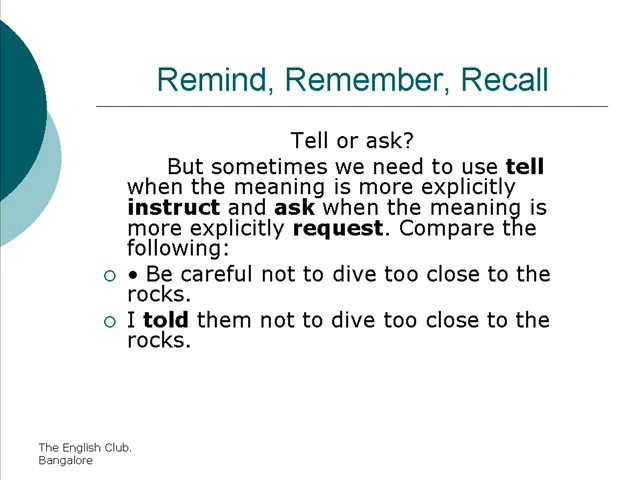 Remind, Remember, Recall
Tell or ask?
But sometimes we need to use tell
when the meaning is more explicitly
instruct and ask when the meaning is
more explicitly request. Compare the
following:
• Be careful not to dive too close to the
rocks.
I told them not to dive too close to the
rocks.
The English Club.
Bangalore